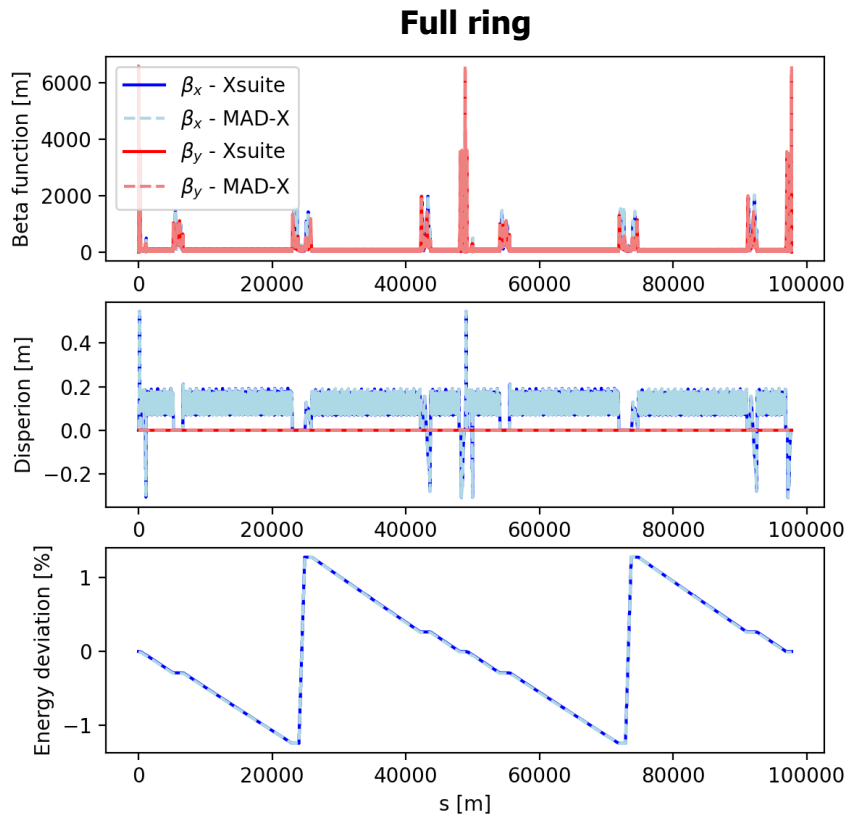 Full ring
Beta function [m]
6000
4000
2000
0
βx - Xsuite
βx - MAD-X
βy - Xsuite
βy - MAD-X
0 20000 40000 60000 80000 100000
Disperion [m]
0.4
0.2
0.0
−0.2
0 20000 40000 60000 80000 100000
Energy deviation [%]
1
0
−1
0 20000 40000 60000 80000 100000
s [m]